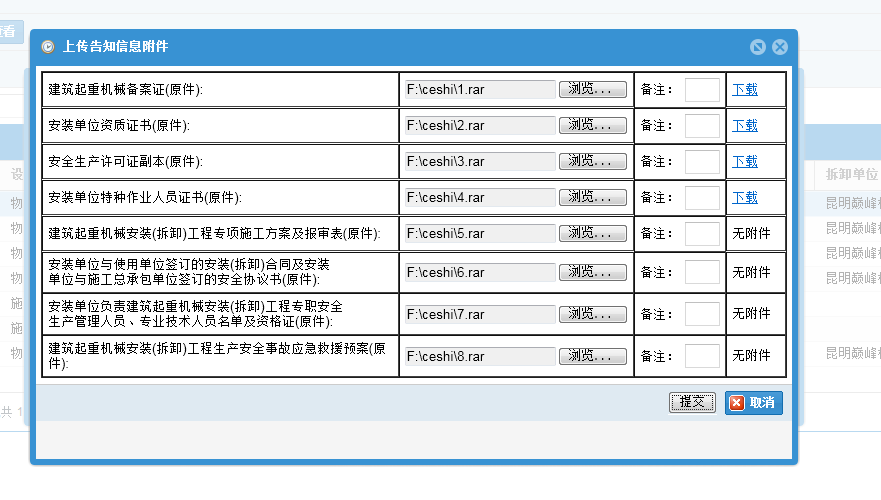 查看
上传告知信息附件
建筑起重机械备案证(原件): F:\ceshi\1.rar 浏览... 备注: 下载
安装单位资质证书(原件): F:\ceshi\2.rar 浏览... 备注: 下载
安全生产许可证副本(原件): F:\ceshi\3.rar 浏览... 备注: 下载
设 拆卸单位
安装单位特种作业人员证书(原件): F:\ceshi\4.rar 浏览... 备注: 下载
物 昆明巅峰
建筑起重机械安装(拆卸)工程专项施工方案及报审表(原件): F:\ceshi\5.rar 浏览... 备注: 无附件
物 昆明巅峰
物 昆明巅峰
安装单位与使用单位签订的安装(拆卸)合同及安装
单位与施工总承包单位签订的安全协议书(原件): F:\ceshi\6.rar 浏览... 备注: 无附件
物 昆明巅峰
施
安装单位负责建筑起重机械安装(拆卸)工程专职安全
生产管理人员、专业技术人员名单及资格证(原件): F:\ceshi\7.rar 浏览... 备注: 无附件
施
建筑起重机械安装(拆卸)工程生产安全事故应急救援预案(原
件): F:\ceshi\8.rar 浏览... 备注: 无附件
物 昆明巅峰
提交 取消
共 1